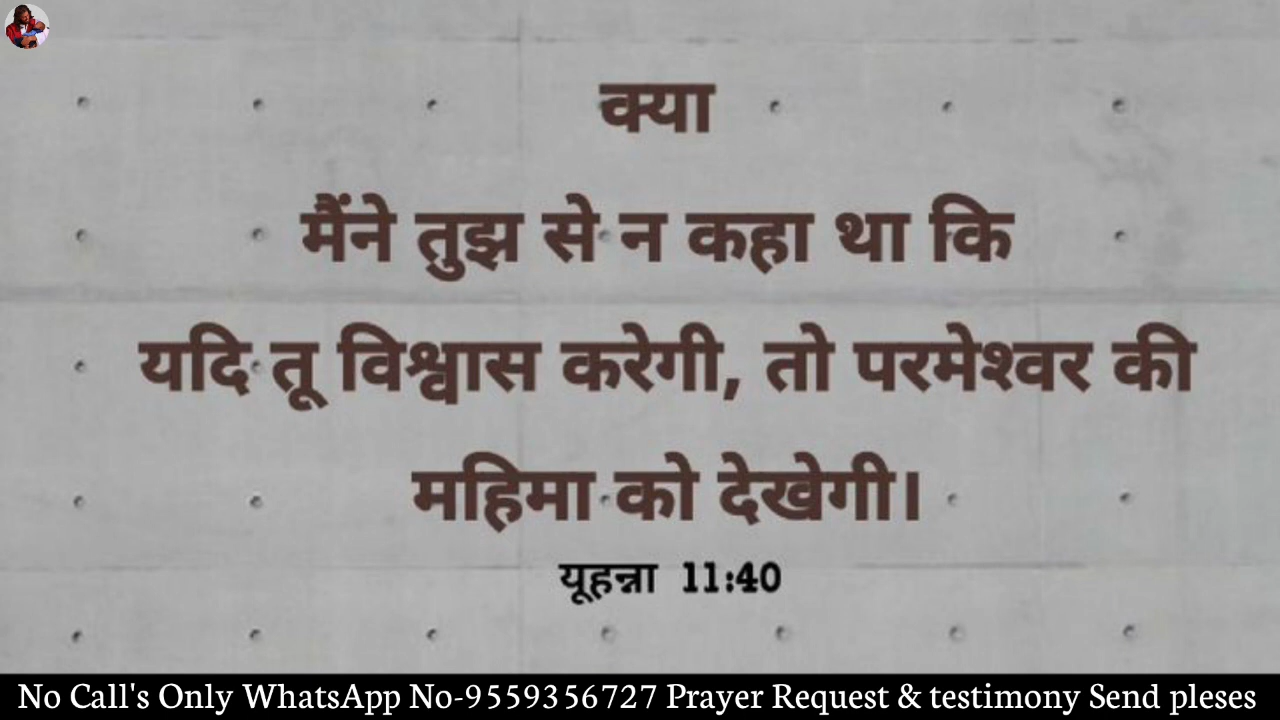 क्या
मैंने तुझ से न कहा था कि
यदि तू विश्वास करेगी, तो परमेश्वर की
महिमा को देखेगी।
यूहन्ना 11:40
No Call's Only WhatsApp No-9559356727 Prayer Request & testimony Send pleses